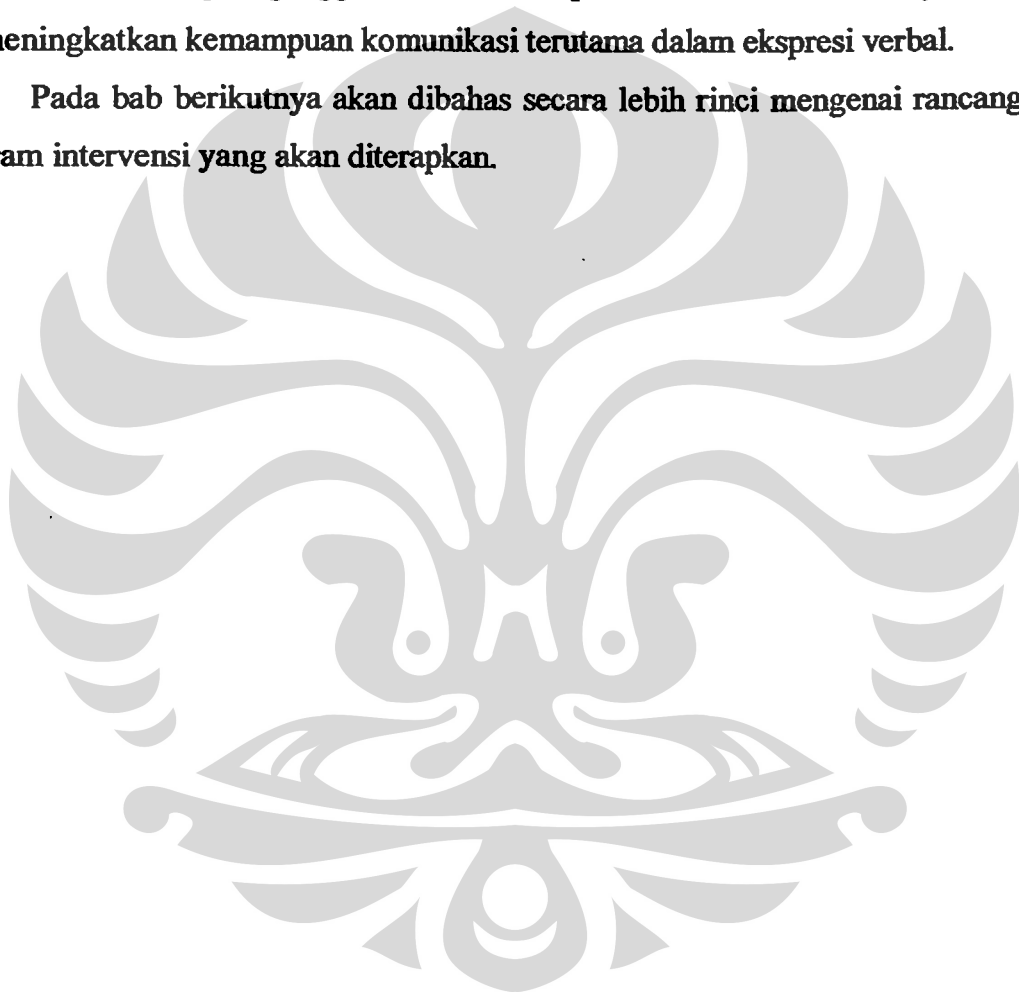 meningkatkan kemampuan komunikasi terutama dalam ekspresi verbal.
Pada bab berikutnya akan dibahas secara lebih rinci mengenai rancang
am intervensi yang akan diterapkan.